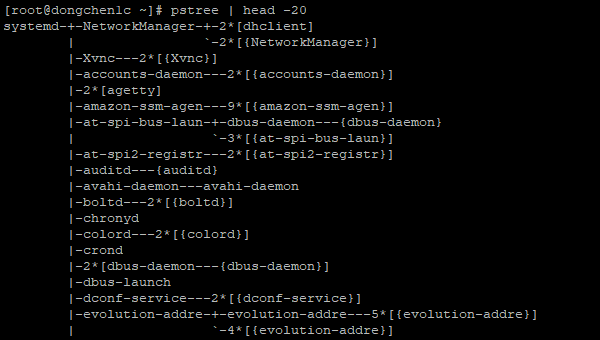 [root@dongchen1c ~]# pstree | head -20
systemd-+-NetworkManager-+-2*[dhclient]
        |                `-2*[{NetworkManager}]
        |-Xvnc---2*[{Xvnc}]
        |-accounts-daemon---2*[{accounts-daemon}]
        |-2*[agetty]
        |-amazon-ssm-agen---9*[{amazon-ssm-agen}]
        |-at-spi-bus-laun-+-dbus-daemon---{dbus-daemon}
        |                 `-3*[{at-spi-bus-laun}]
        |-at-spi2-registr---2*[{at-spi2-registr}]
        |-auditd---{auditd}
        |-avahi-daemon---avahi-daemon
        |-boltd---2*[{boltd}]
        |-chronyd
        |-colord---2*[{colord}]
        |-crond
        |-2*[dbus-daemon---{dbus-daemon}]
        |-dbus-launch
        |-dconf-service---2*[{dconf-service}]
        |-evolution-addre-+-evolution-addre---5*[{evolution-addre}]
        |                 `-4*[{evolution-addre}]